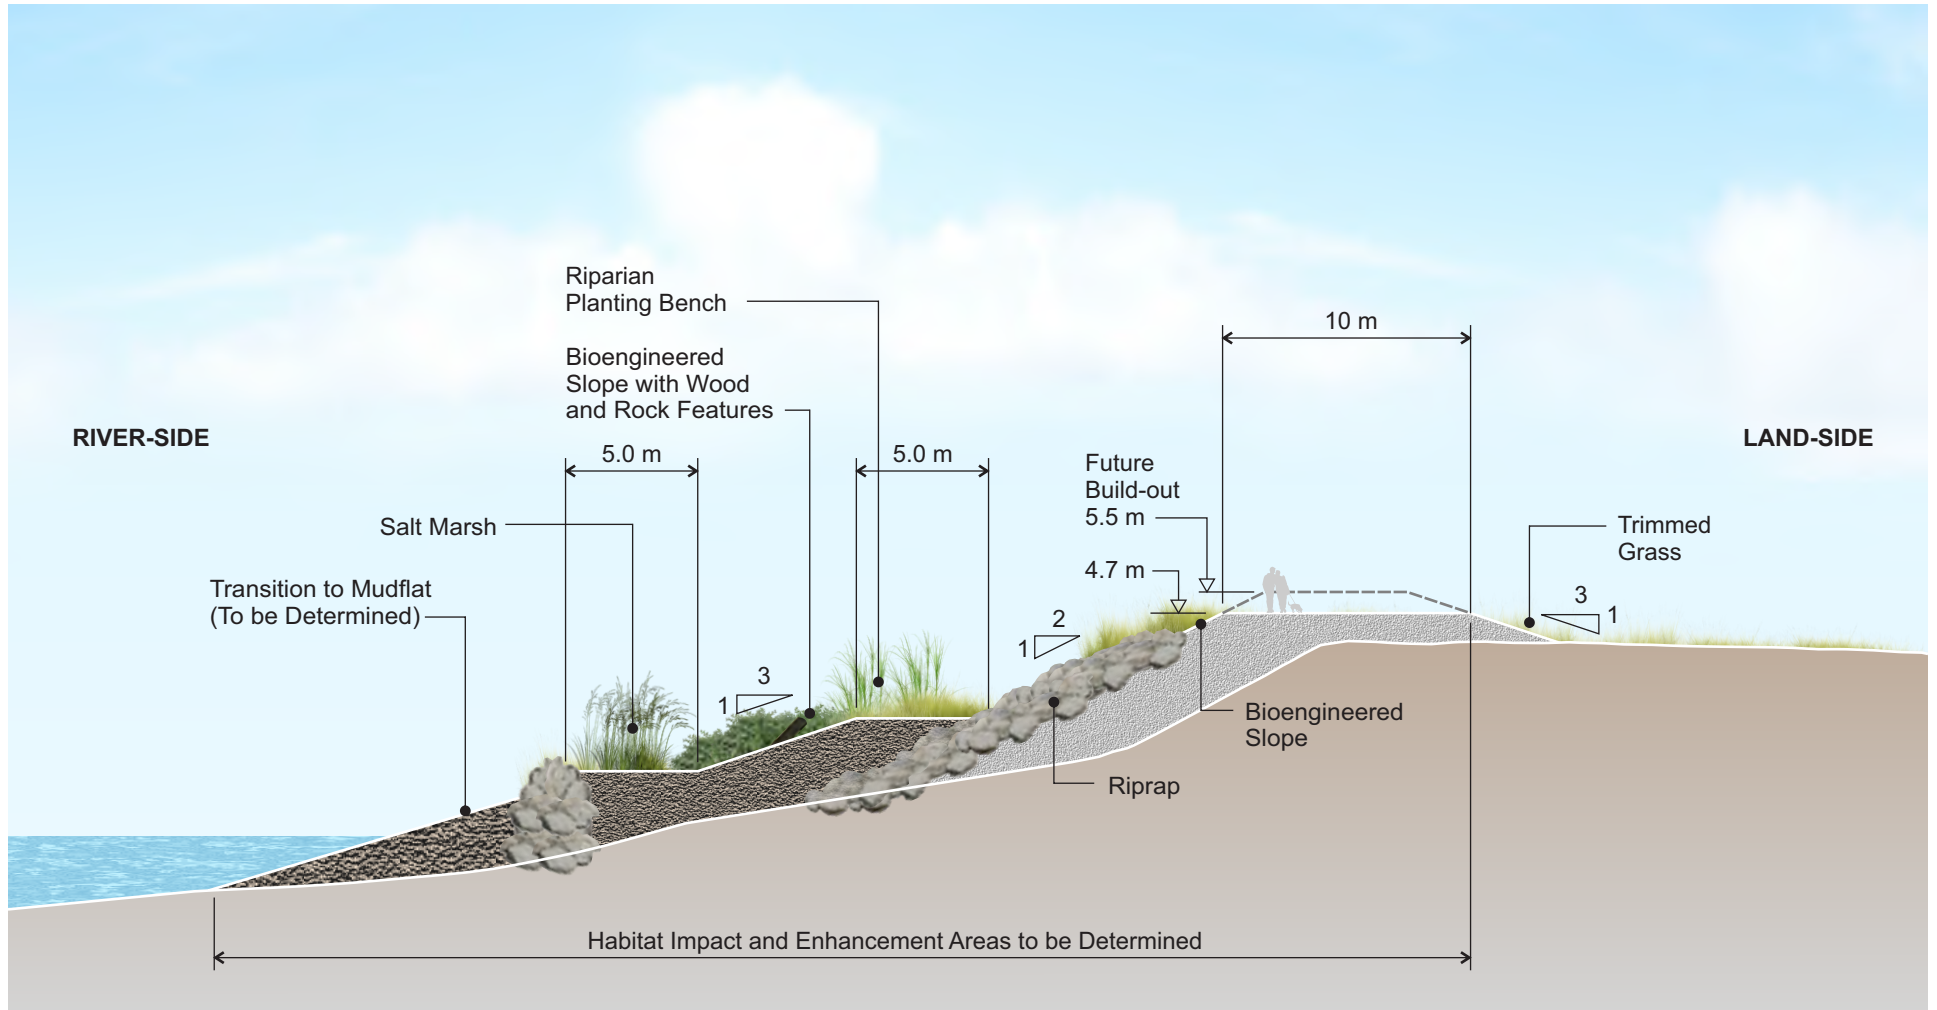 Riparian
Planting Bench
Bioengineered
Slope with Wood
and Rock Features
10 m
RIVER-SIDE
LAND-SIDE
5.0 m
5.0 m
Future
Build-out
5.5 m
4.7 m
Salt Marsh
Trimmed
Grass
Transition to Mudflat
(To be Determined)
3
1
2
1
3
1
Bioengineered
Slope
Riprap
Habitat Impact and Enhancement Areas to be Determined